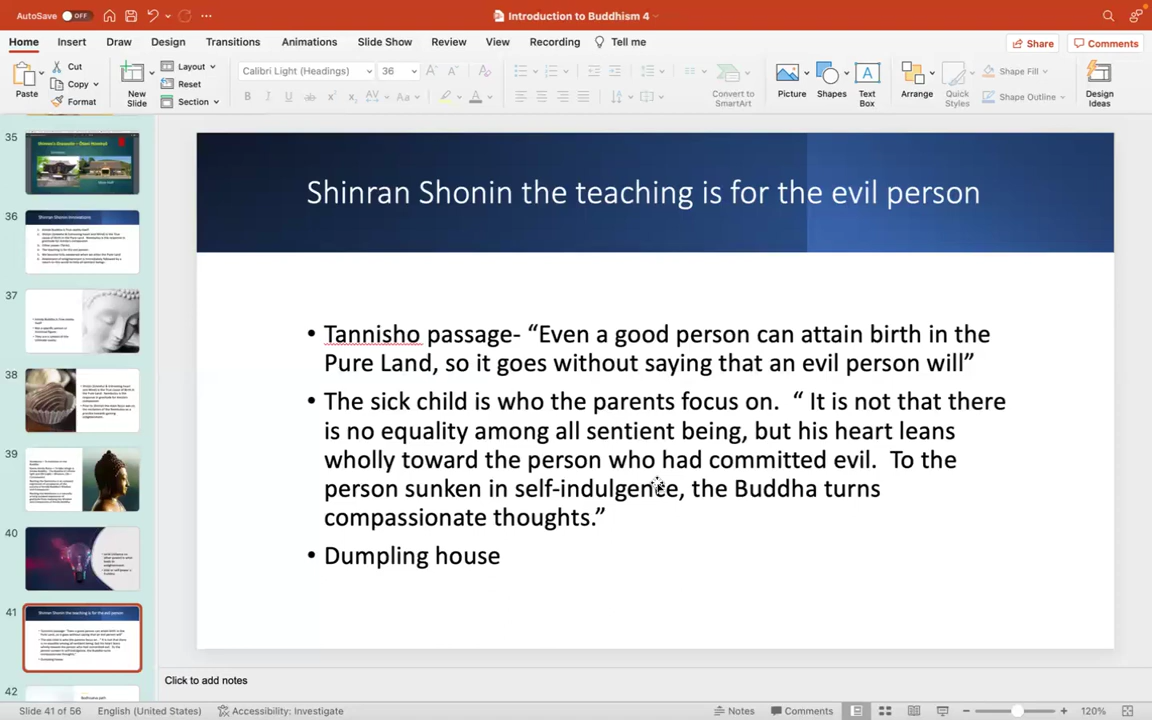 AutoSave OFF Introduction to Buddhism 4
Home Insert Draw Design Transitions Animations Slide Show Review View Recording Tell me Share Comments
Paste Cut Copy Format New Slide Layout Reset Section Calibri Light (Headings) 36 Convert to SmartArt Picture Shapes Text Box Arrange Quick Styles Shape Fill Shape Outline Design Ideas
35
36
37
38
39
40
41
42
Shinran Shonin the teaching is for the evil person
• Tannisho passage- “Even a good person can attain birth in the
Pure Land, so it goes without saying that an evil person will”
• The sick child is who the parents focus on. “ It is not that there
is no equality among all sentient being, but his heart leans
wholly toward the person who had committed evil. To the
person sunken in self-indulgence, the Buddha turns
compassionate thoughts.”
• Dumpling house
Click to add notes
Slide 41 of 56 English (United States) Accessibility: Investigate Notes Comments 120%